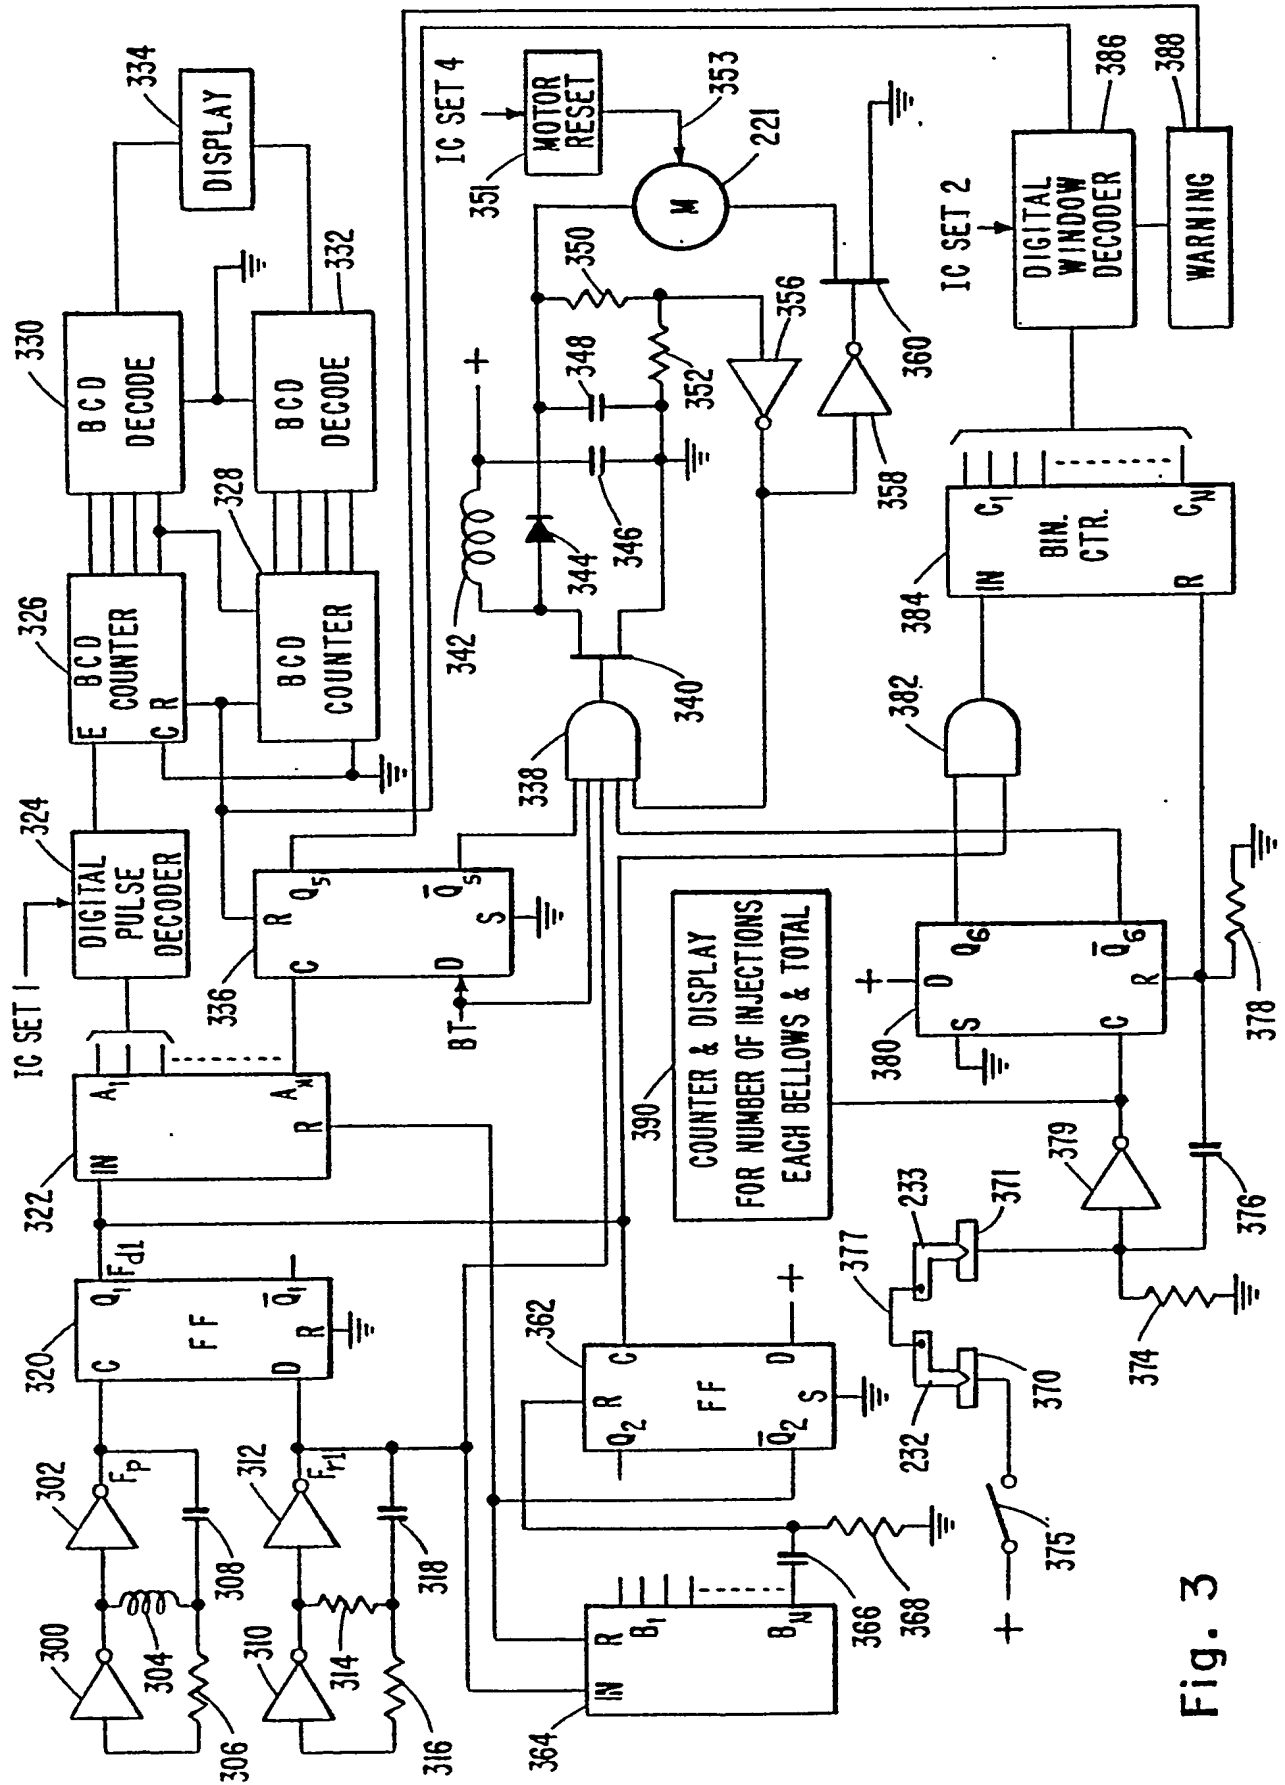 334
DISPLAY
330
BCD
DECODE
332
BCD
DECODE
326
E
BCD
COUNTER
C R
328
BCD
COUNTER
324
DIGITAL
PULSE
DECODER
IC SET 1
322
IN
A1
AN
R
336
R
C
D
S
Q5
Q̄5
BT
320
C
Q1
Fd1
FF
D
R
Q̄1
300
302
Fp
304
306
308
310
312
Fr1
314
316
318
IC SET 4
MOTOR
RESET
351
353
M
221
350
348
352
356
346
344
342
358
360
340
338
IC SET 2
DIGITAL
WINDOW
DECODER
386
WARNING
388
384
IN
C1
BIN.
CTR.
R
CN
382
390
COUNTER & DISPLAY
FOR NUMBER OF INJECTIONS
EACH BELLOWS & TOTAL
380
+
D
S
Q6
C
R
Q̄6
378
379
376
374
377
233
371
232
370
375
+
362
R
C
Q2
FF
Q̄2
S
D
+
364
IN
R
B1
BN
366
368
+
Fig. 3